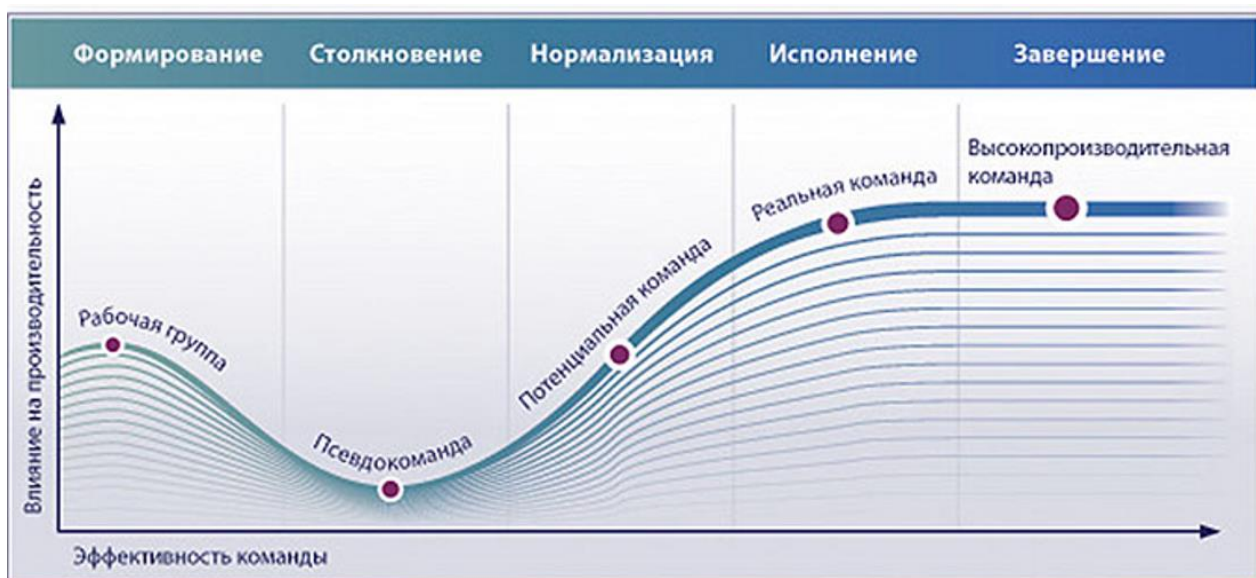 Формирование
Столкновение
Нормализация
Исполнение
Завершение
Влияние на производительность
Рабочая группа
Псевдокоманда
Потенциальная команда
Реальная команда
Высокопроизводительная
команда
Эффективность команды